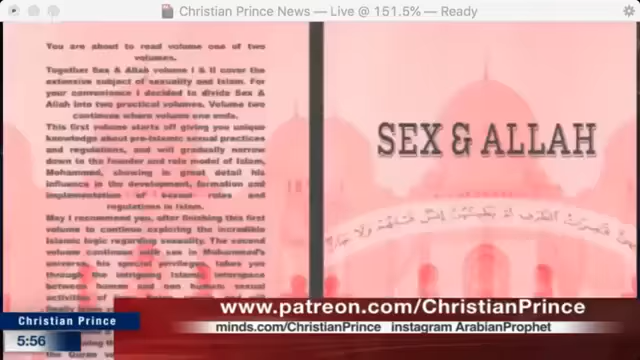 Christian Prince News — Live @ 151.5% — Ready
You are about to read volume one of two
volumes.
Together Sex & Allah volume I & II cover the
extensive subject of sexuality and Islam. For
your convenience I decided to divide Sex &
Allah into two practical volumes. Volume two
continues where volume one ends.
This first volume starts off giving you unique
knowledge about pre-Islamic sexual practices
and regulations, and will gradually narrow
down to the founder and role model of Islam,
Mohammed, showing in great detail his
influence in the development, formation and
implementation of sexual rules and
regulations in Islam.
May I recommend you, after finishing this first
volume to continue exploring the incredible
Islamic logic regarding sexuality. The second
volume continues with sex in Mohammed's
universe, his special privileges, takes you
through the intriguing Islamic interspace
between human and non human sexual
activities of
the Quran
SEX & ALLAH
www.patreon.com/ChristianPrince
minds.com/ChristianPrince instagram ArabianProphet
Christian Prince
5:56